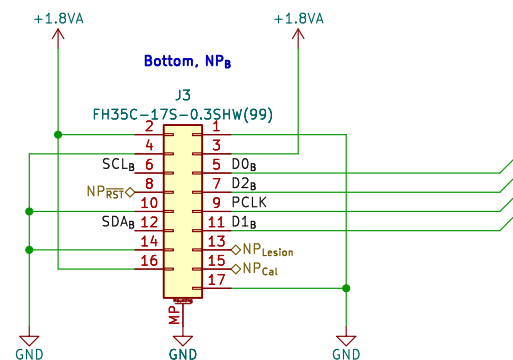 +1.8VA
+1.8VA
Bottom, NPB
J3
FH35C-17S-0.3SHW(99)
2
1
4
3
SCLB
6
5
D0B
NPRST
8
7
D2B
10
9
PCLK
SDAB
12
11
D1B
14
13
NPLesion
16
15
NPCal
17
MP
GND
GND
GND